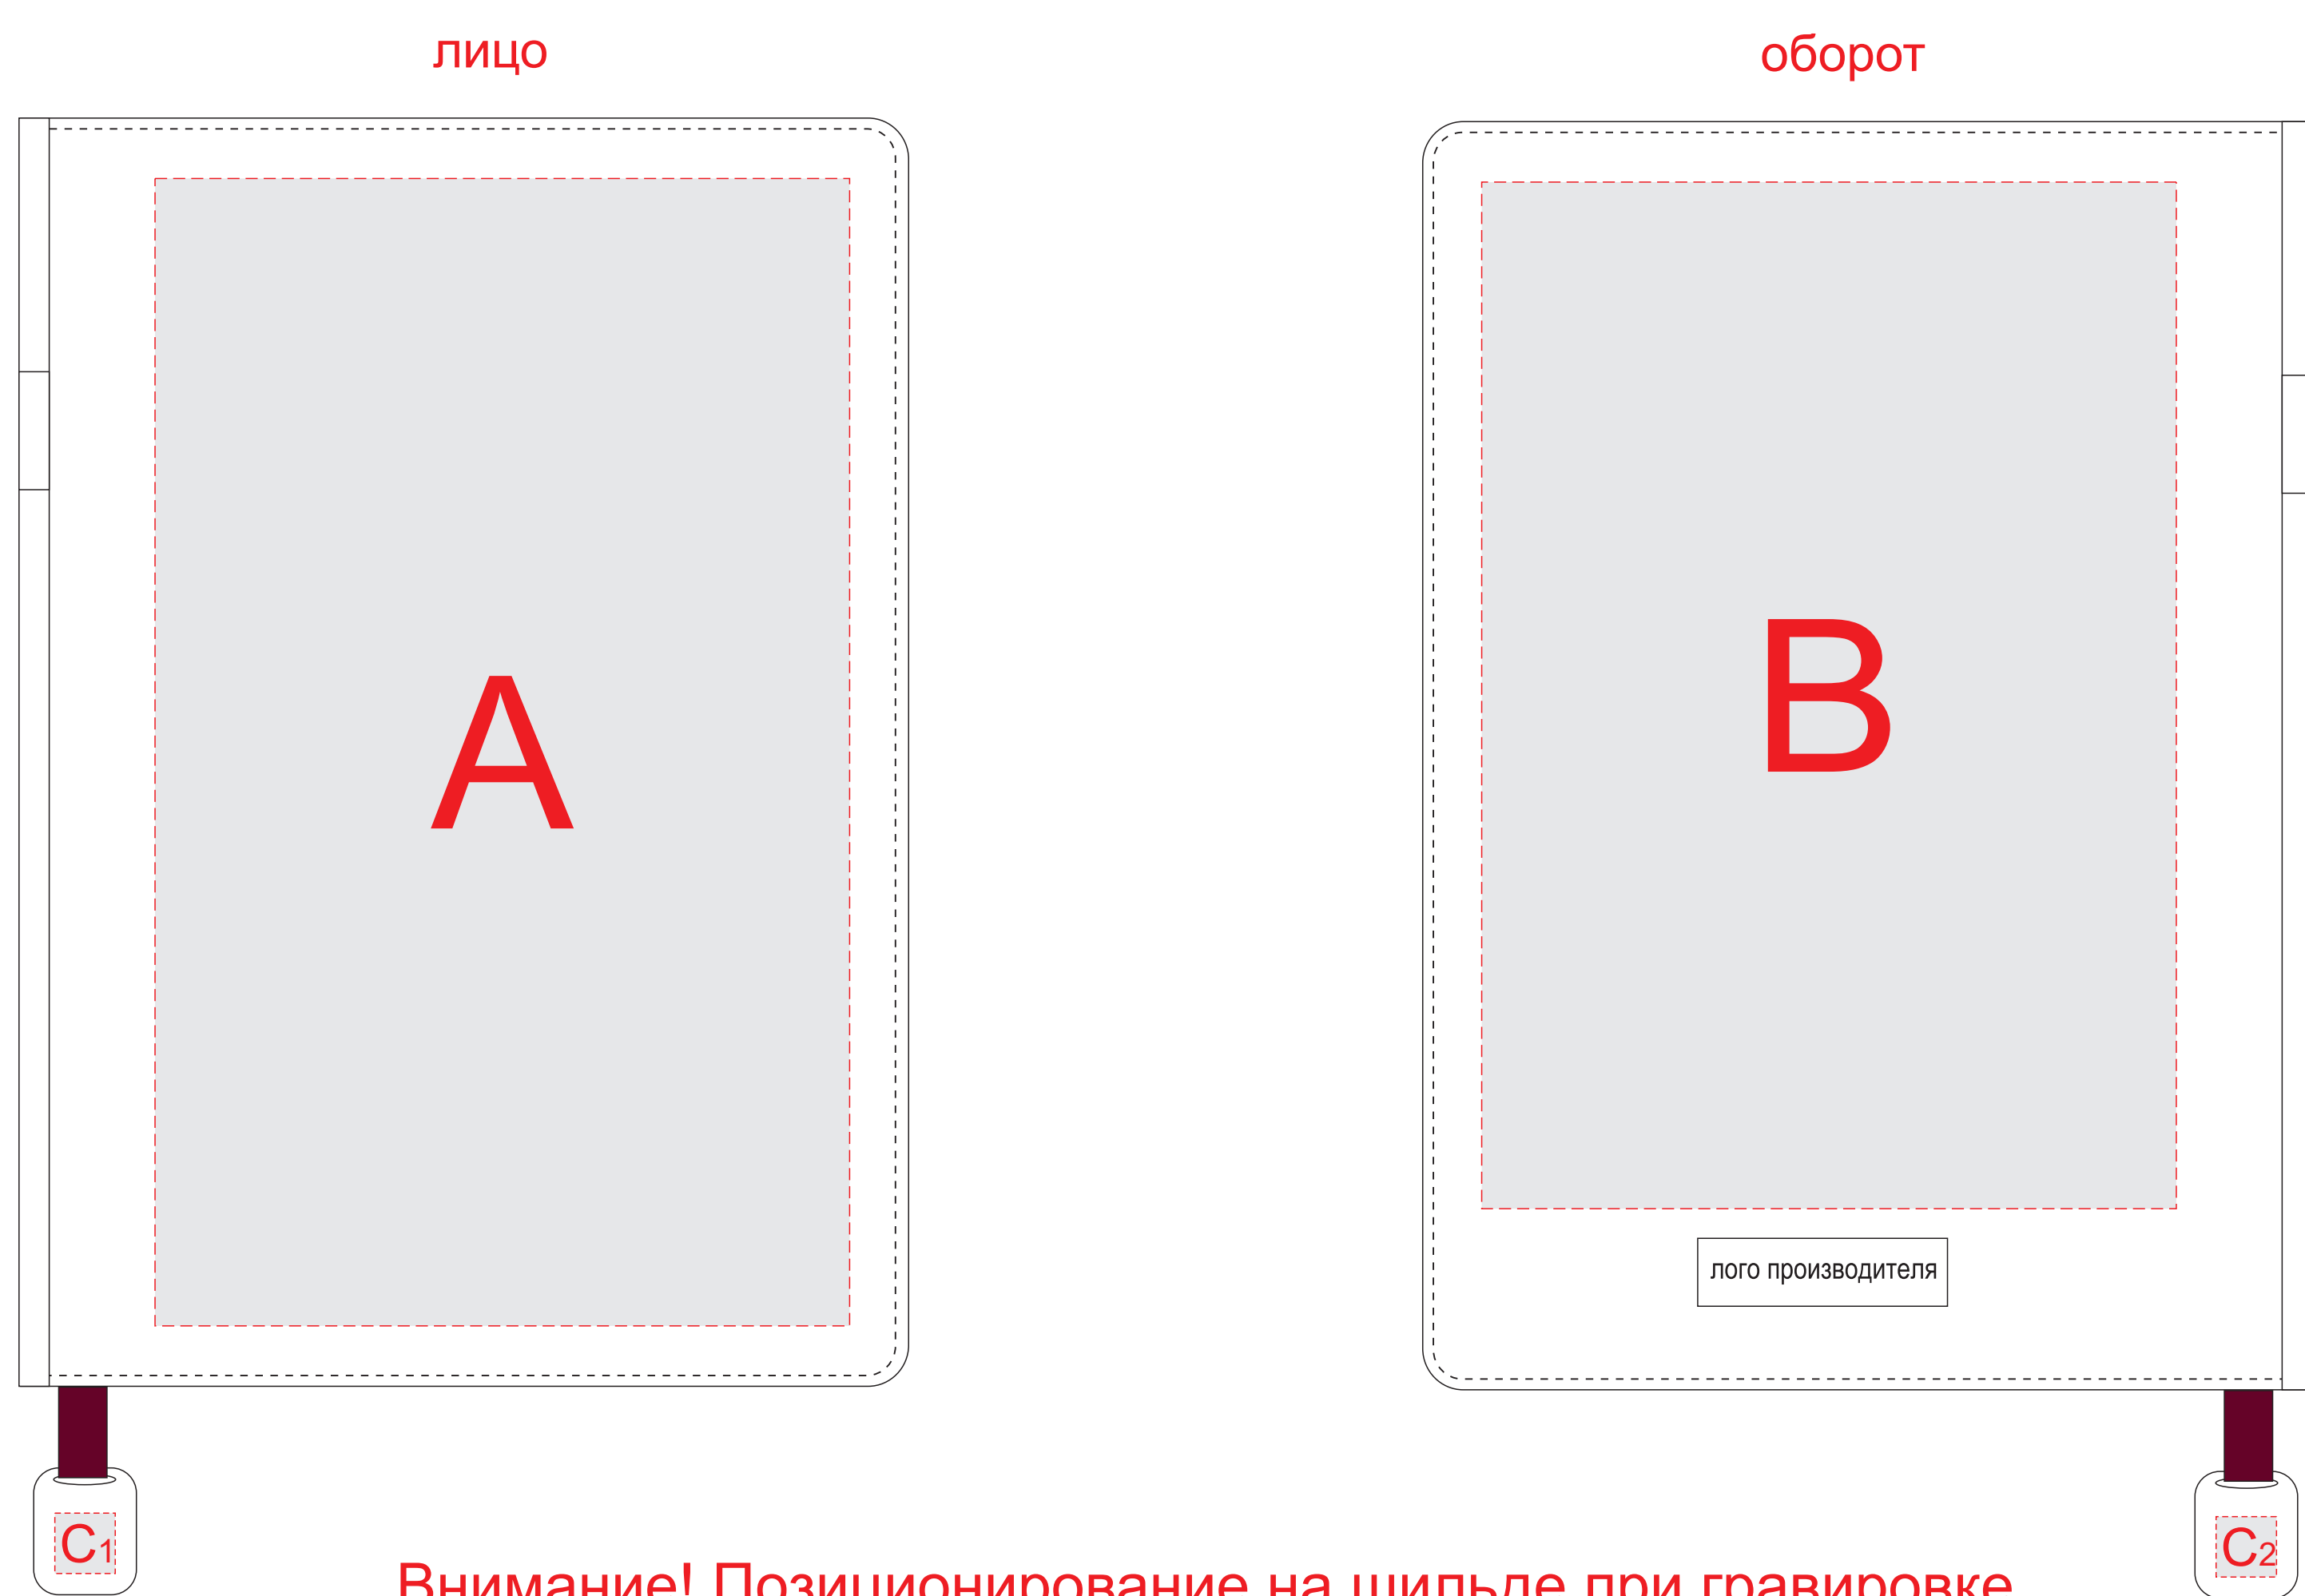 лицо
оборот
A
B
лого производителя
C1
C2
Внимание! Позиционирование на шильде при гравировке